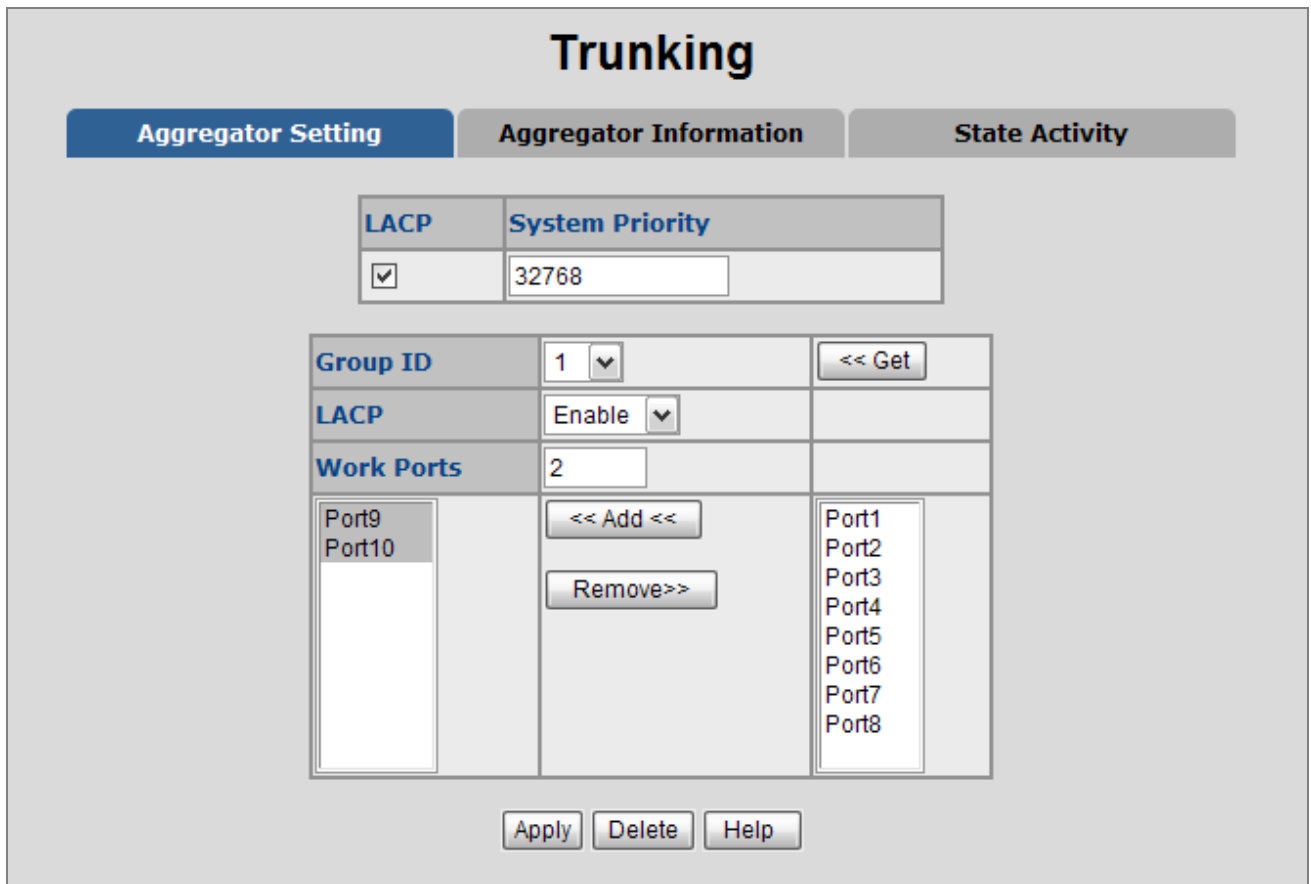 Trunking
Aggregator Setting Aggregator Information State Activity
LACP System Priority
32768
Group ID 1 << Get
LACP Enable
Work Ports 2
Port9 << Add << Port1
Port10 Port2
Remove>> Port3
Port4
Port5
Port6
Port7
Port8
Apply Delete Help